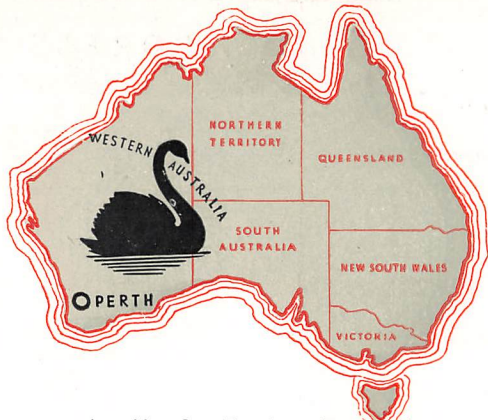 WESTERN AUSTRALIA
NORTHERN
TERRITORY
QUEENSLAND
SOUTH
AUSTRALIA
NEW SOUTH WALES
PERTH
VICTORIA